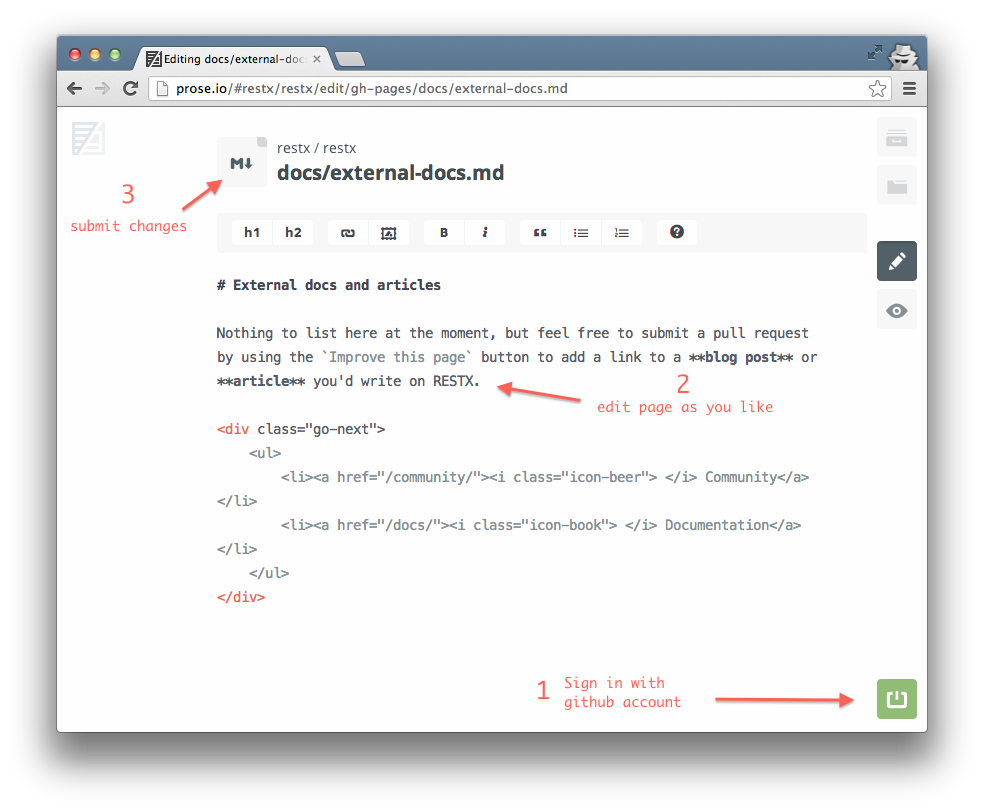 Editing docs/external-doc
prose.io/#restx/restx/edit/gh-pages/docs/external-docs.md
M
restx / restx
docs/external-docs.md
3
submit changes
h1 h2 B i ?
# External docs and articles
Nothing to list here at the moment, but feel free to submit a pull request
by using the `Improve this page` button to add a link to a **blog post** or
**article** you'd write on RESTX.
2
edit page as you like
<div class="go-next">
<ul>
<li><a href="/community/"><i class="icon-beer"> </i> Community</a>
</li>
<li><a href="/docs/"><i class="icon-book"> </i> Documentation</a>
</li>
</ul>
</div>
1 Sign in with
github account